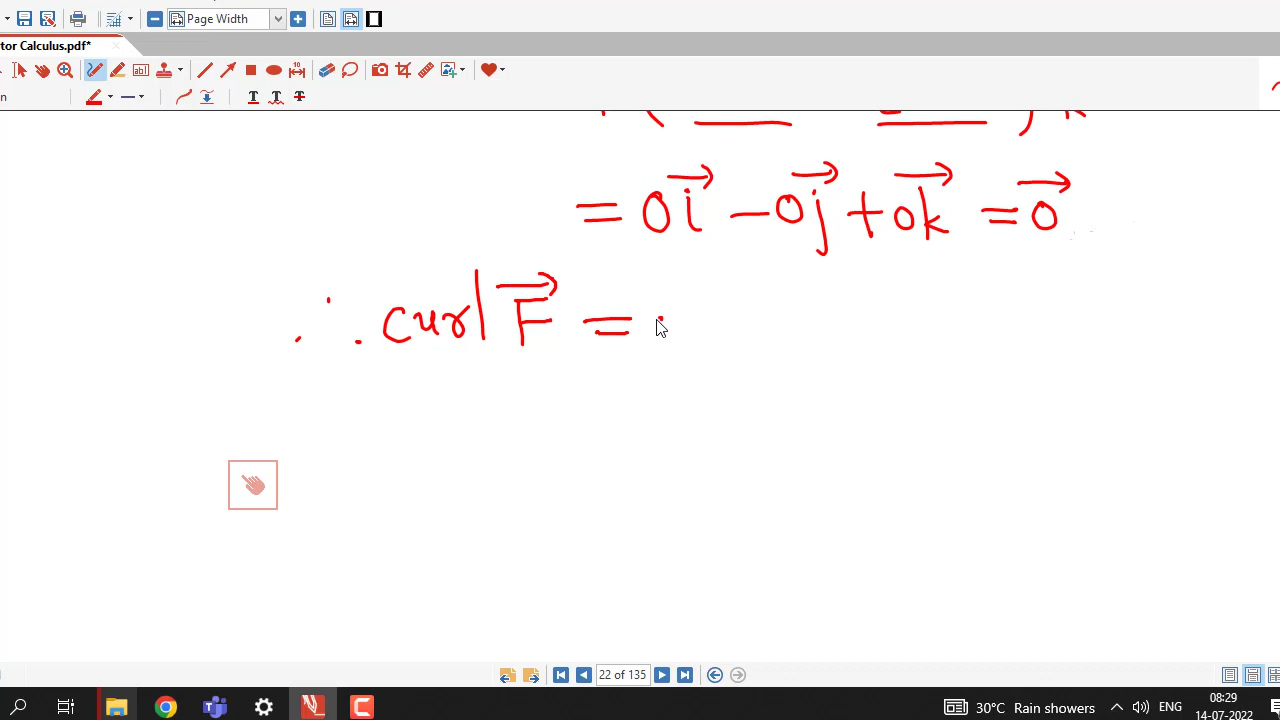 Page Width
tor Calculus.pdf*
= 0i⃗ − 0j⃗ + 0k⃗ = 0⃗
∴ curl F⃗ =
22 of 135
30°C Rain showers
ENG
08:29
14-07-2022